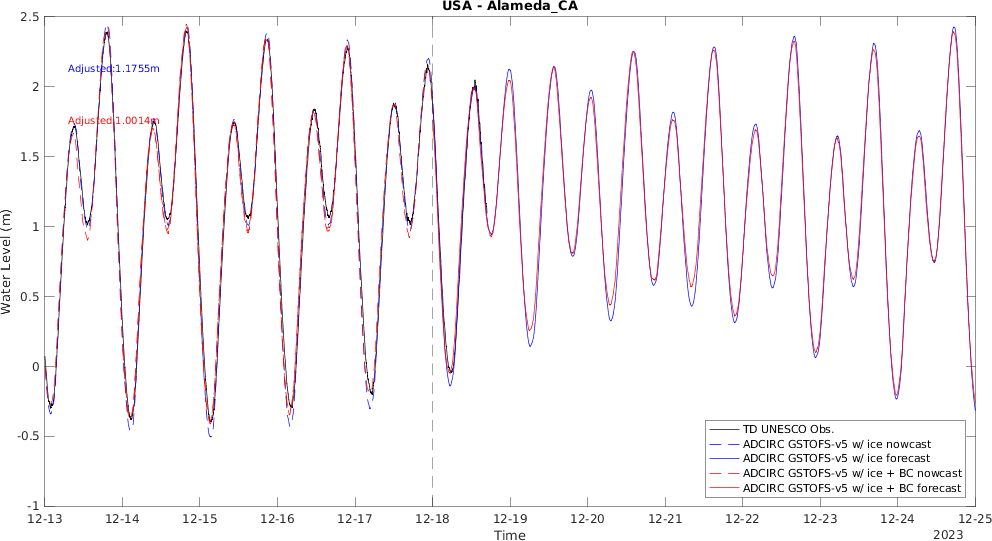 USA - Alameda_CA
2.5
Adjusted:1.1755m
2
Adjusted:1.0014m
1.5
1
0.5
0
-0.5
-1
Water Level (m)
TD UNESCO Obs.
ADCIRC GSTOFS-v5 w/ ice nowcast
ADCIRC GSTOFS-v5 w/ ice forecast
ADCIRC GSTOFS-v5 w/ ice + BC nowcast
ADCIRC GSTOFS-v5 w/ ice + BC forecast
12-13 12-14 12-15 12-16 12-17 12-18 12-19 12-20 12-21 12-22 12-23 12-24 12-25
Time
2023